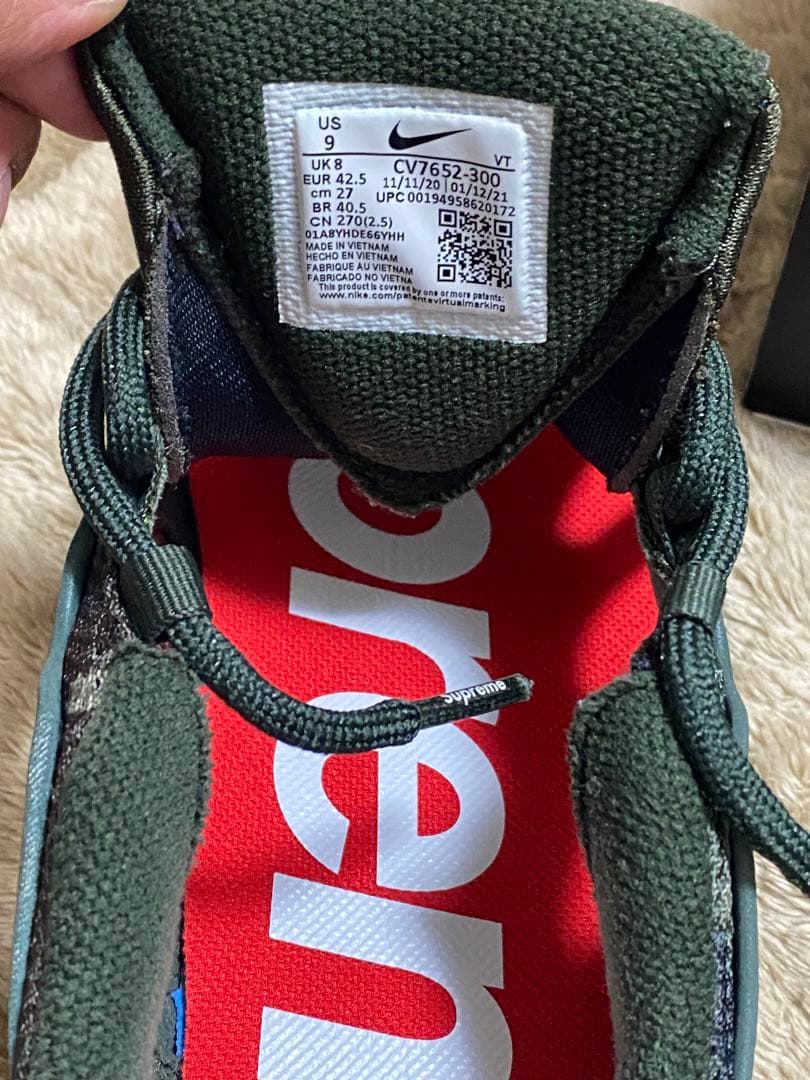 US
9
UK 8
EUR 42.5
cm 27
BR 40.5
CN 270(2.5)
01A8YHDE66YHH
VT
CV7652-300
11/11/20 | 01/12/21
UPC 00194958620172
MADE IN VIETNAM
HECHO EN VIETNAM
FABRIQUE AU VIETNAM
FABRICADO NO VIETNA
This product is covered by one or more patents:
www.nike.com/patentsvirtualmarking
Supreme
preme